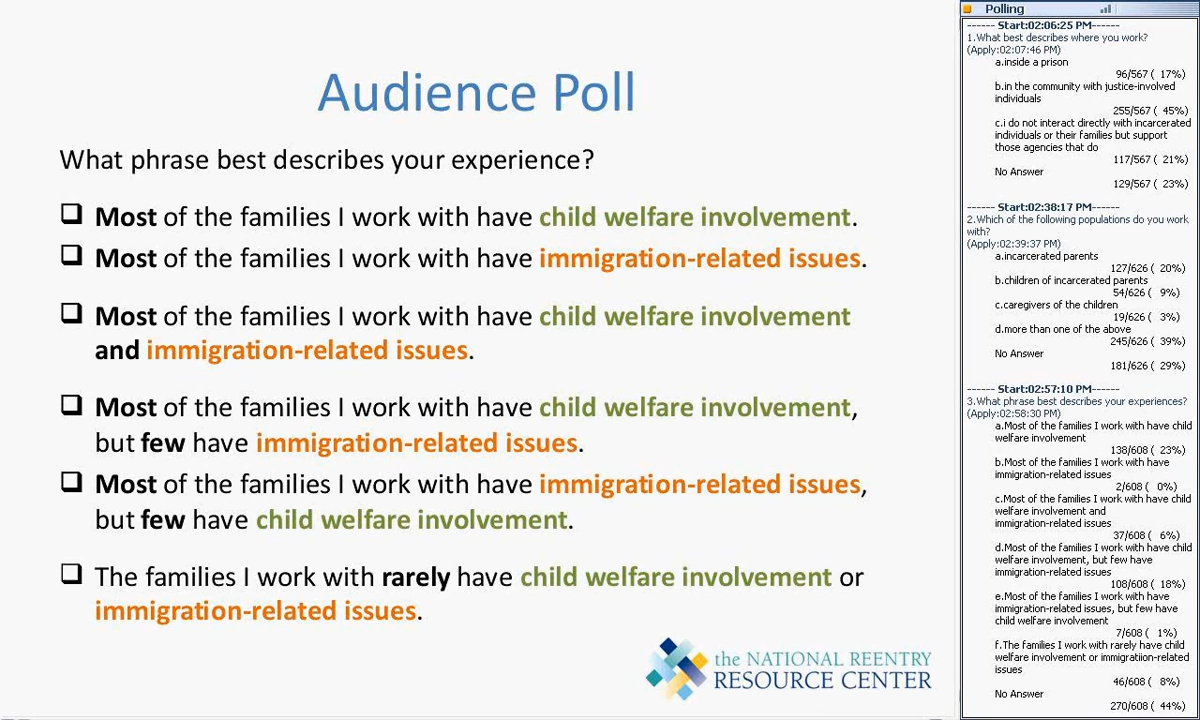 Audience Poll
What phrase best describes your experience?
❑ Most of the families I work with have child welfare involvement.
❑ Most of the families I work with have immigration-related issues.
❑ Most of the families I work with have child welfare involvement
and immigration-related issues.
❑ Most of the families I work with have child welfare involvement,
but few have immigration-related issues.
❑ Most of the families I work with have immigration-related issues,
but few have child welfare involvement.
❑ The families I work with rarely have child welfare involvement or
immigration-related issues.
the NATIONAL REENTRY
RESOURCE CENTER
Polling
------ Start:02:06:25 PM------
1.What best describes where you work?
(Apply:02:07:46 PM)
a.inside a prison
96/567 ( 17%)
b.in the community with justice-involved
individuals
255/567 ( 45%)
c.i do not interact directly with incarcerated
individuals or their families but support
those agencies that do
117/567 ( 21%)
No Answer
129/567 ( 23%)
------ Start:02:38:17 PM------
2.Which of the following populations do you work
with?
(Apply:02:39:37 PM)
a.incarcerated parents
127/626 ( 20%)
b.children of incarcerated parents
54/626 ( 9%)
c.caregivers of the children
19/626 ( 3%)
d.more than one of the above
245/626 ( 39%)
No Answer
181/626 ( 29%)
------ Start:02:57:10 PM------
3.What phrase best describes your experiences?
(Apply:02:58:30 PM)
a.Most of the families I work with have child
welfare involvement
138/608 ( 23%)
b.Most of the families I work with have
immigration-related issues
2/608 ( 0%)
c.Most of the families I work with have child
welfare involvement and
immigration-related issues
37/608 ( 6%)
d.Most of the families I work with have child
welfare involvement, but few have
immigration-related issues
108/608 ( 18%)
e.Most of the families I work with have
immigration-related issues, but few have
child welfare involvement
7/608 ( 1%)
f.The families I work with rarely have child
welfare involvement or immigratiion-related
issues
46/608 ( 8%)
No Answer
270/608 ( 44%)